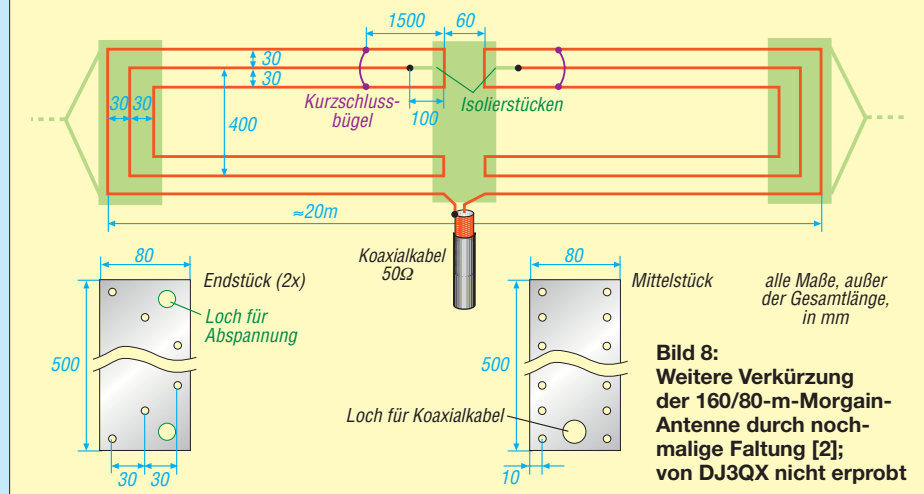 1500
60
30
30
30
30
Kurzschluss-
bügel
100
Isolierstücken
400
≈20m
Koaxialkabel
50Ω
80
Endstück (2x)
Loch für
Abspannung
500
30
30
80
Mittelstück
500
Loch für Koaxialkabel
10
alle Maße, außer
der Gesamtlänge,
in mm
Bild 8:
Weitere Verkürzung
der 160/80-m-Morgain-
Antenne durch noch-
malige Faltung [2];
von DJ3QX nicht erprobt